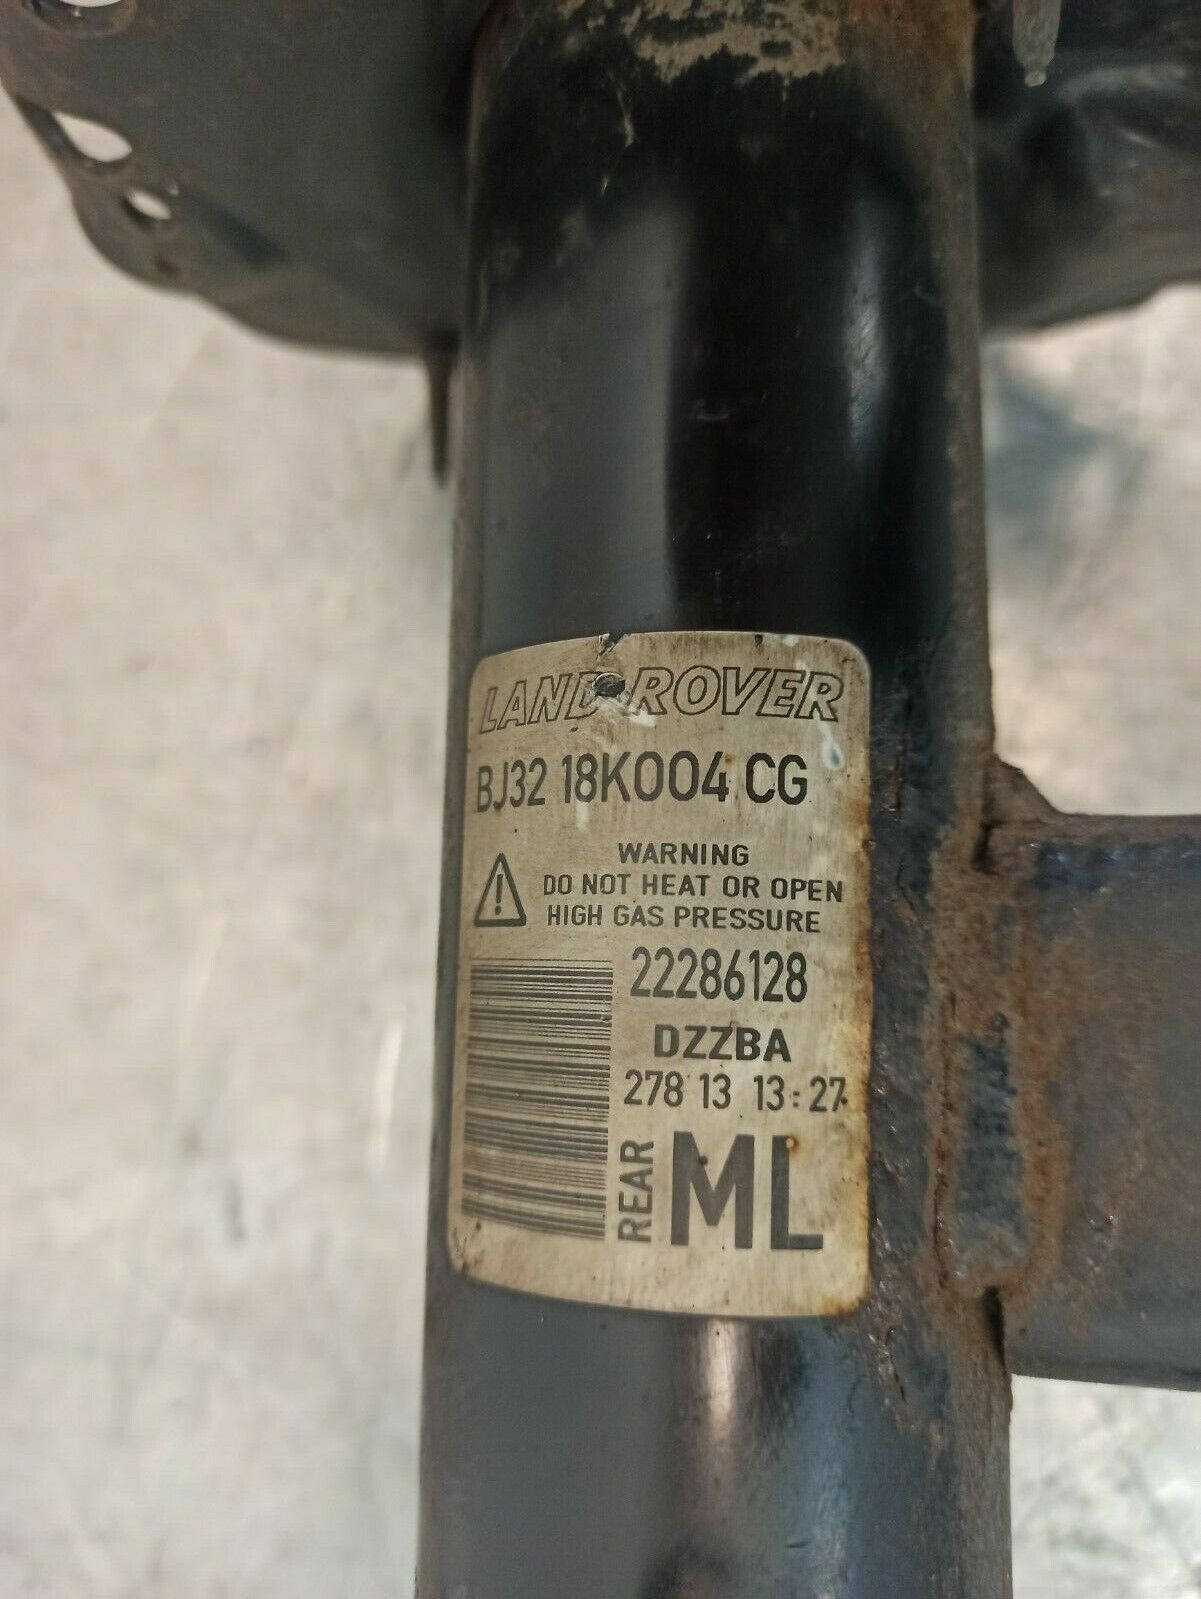 LAND-ROVER
BJ32 18K004 CG
WARNING
DO NOT HEAT OR OPEN
HIGH GAS PRESSURE
22286128
DZZBA
278 13 13:27
REAR
ML